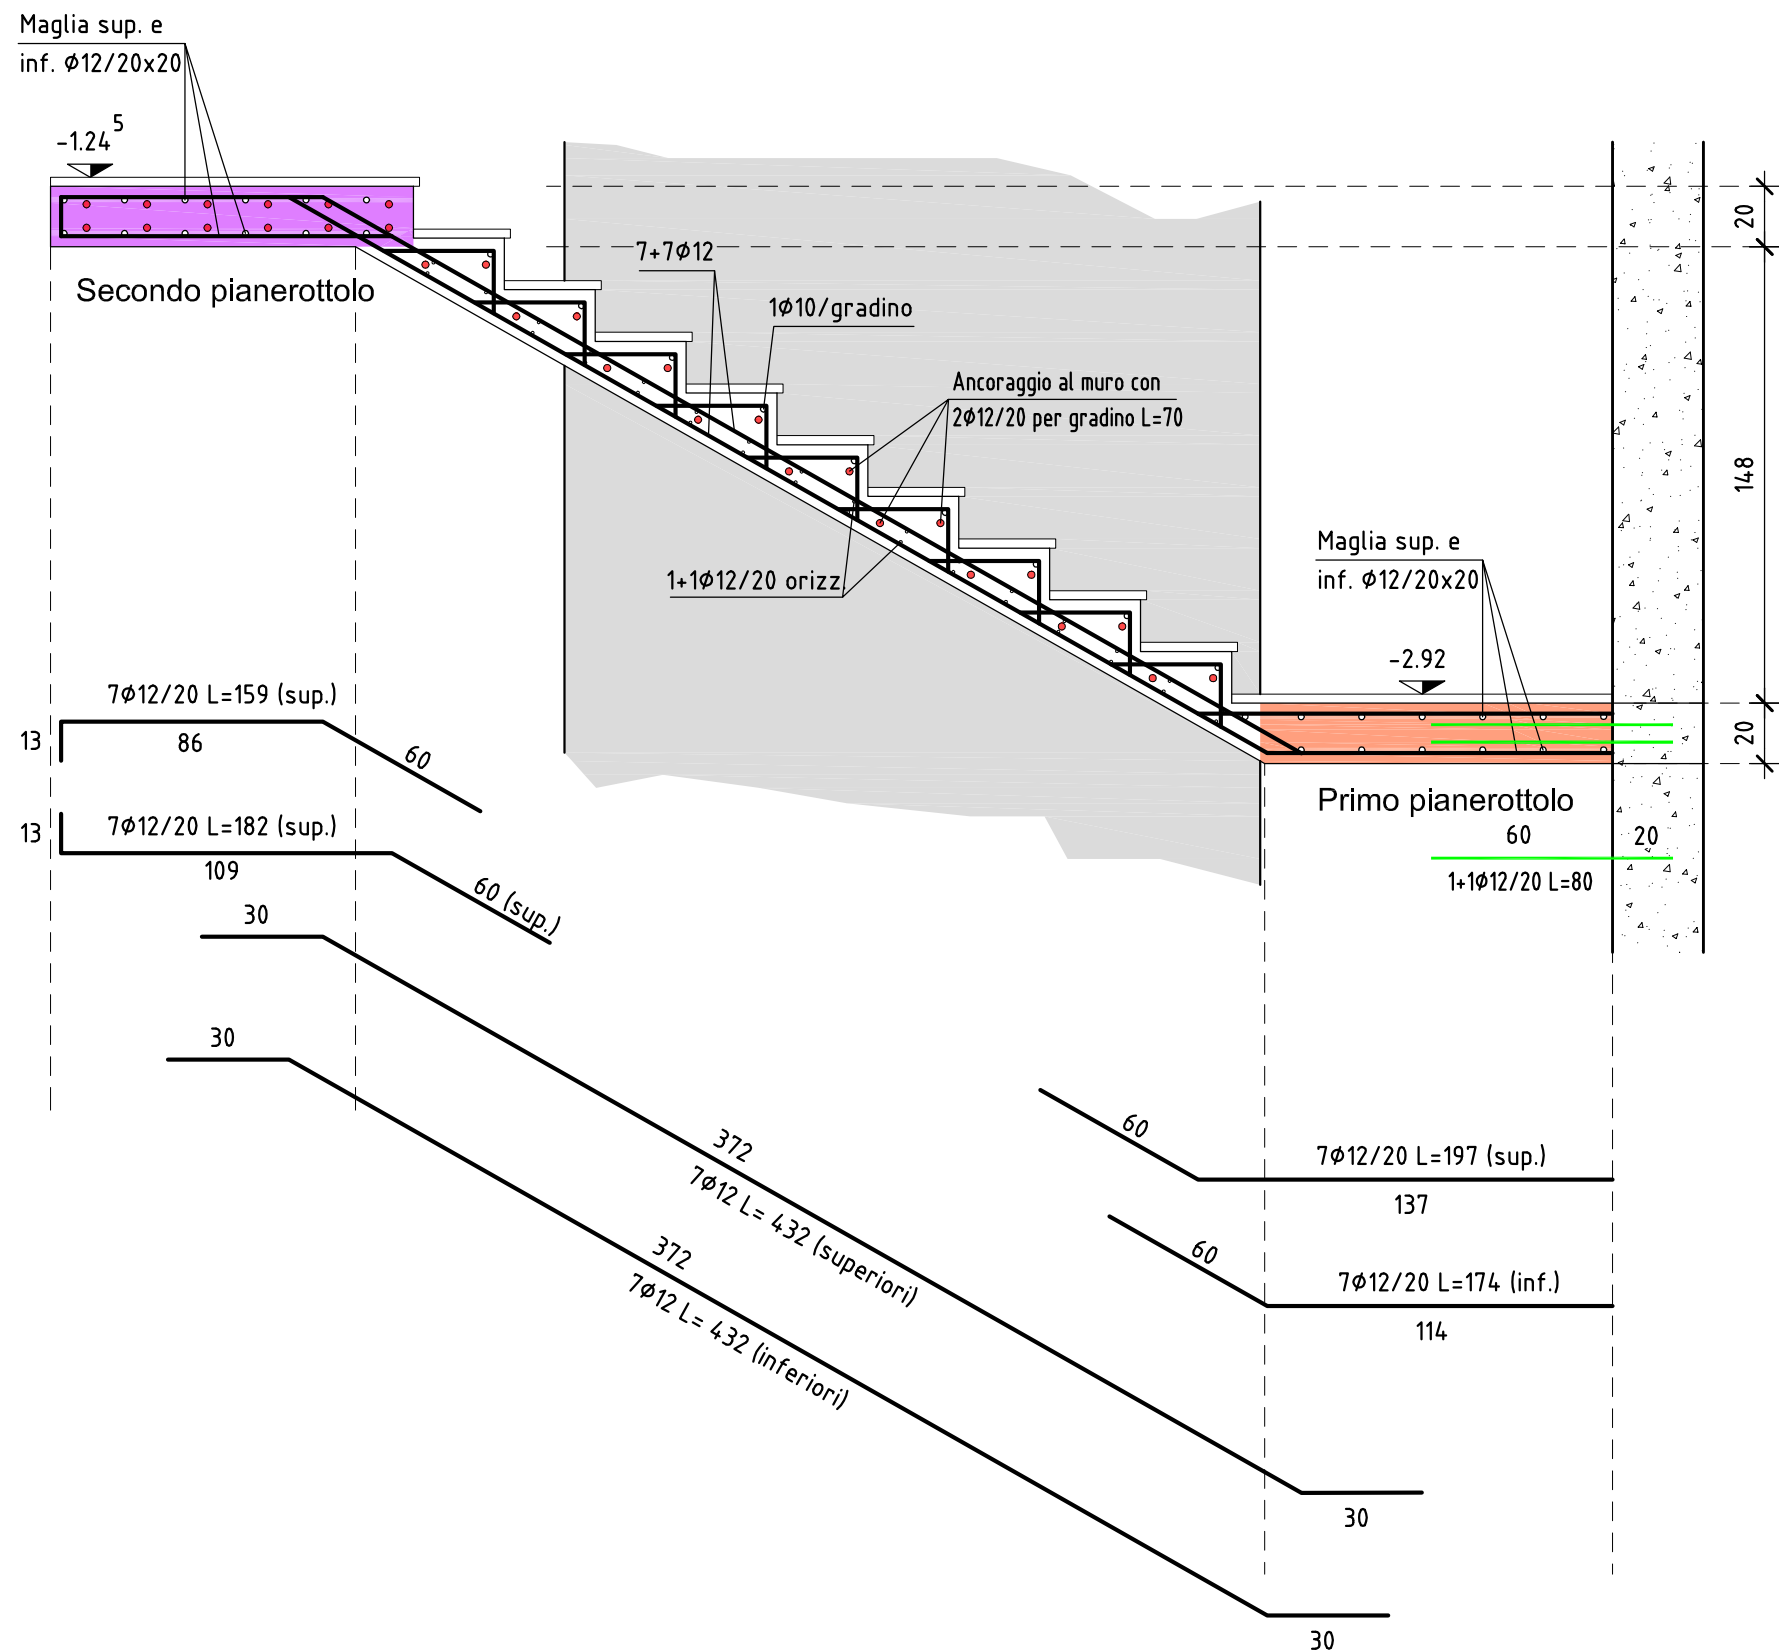 Maglia sup. e
inf. Ø12/20x20
-1.24⁵
Secondo pianerottolo
7+7Ø12
1Ø10/gradino
Ancoraggio al muro con
2Ø12/20 per gradino L=70
1+1Ø12/20 orizz.
20
148
20
Maglia sup. e
inf. Ø12/20x20
-2.92
Primo pianerottolo
60
20
1+1Ø12/20 L=80
7Ø12/20 L=159 (sup.)
13
86
60
7Ø12/20 L=182 (sup.)
13
109
60 (sup.)
30
372
7Ø12 L= 432 (superiori)
30
30
372
7Ø12 L= 432 (inferiori)
30
60
7Ø12/20 L=197 (sup.)
137
60
7Ø12/20 L=174 (inf.)
114